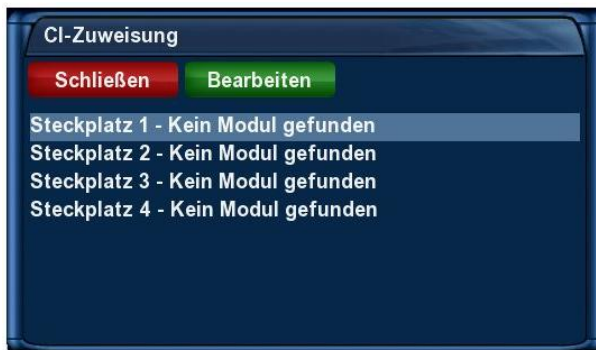 CI-Zuweisung
Schließen Bearbeiten
Steckplatz 1 - Kein Modul gefunden
Steckplatz 2 - Kein Modul gefunden
Steckplatz 3 - Kein Modul gefunden
Steckplatz 4 - Kein Modul gefunden